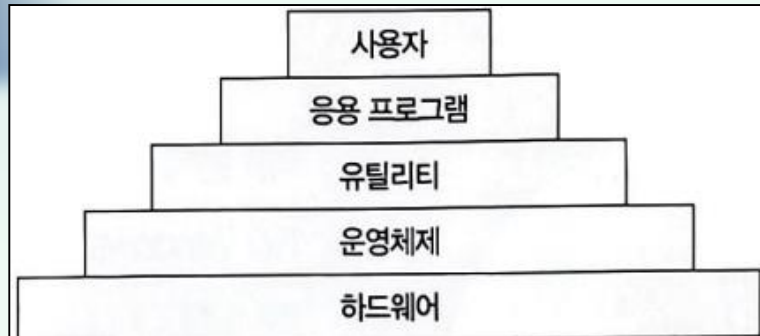 사용자
응용 프로그램
유틸리티
운영체제
하드웨어